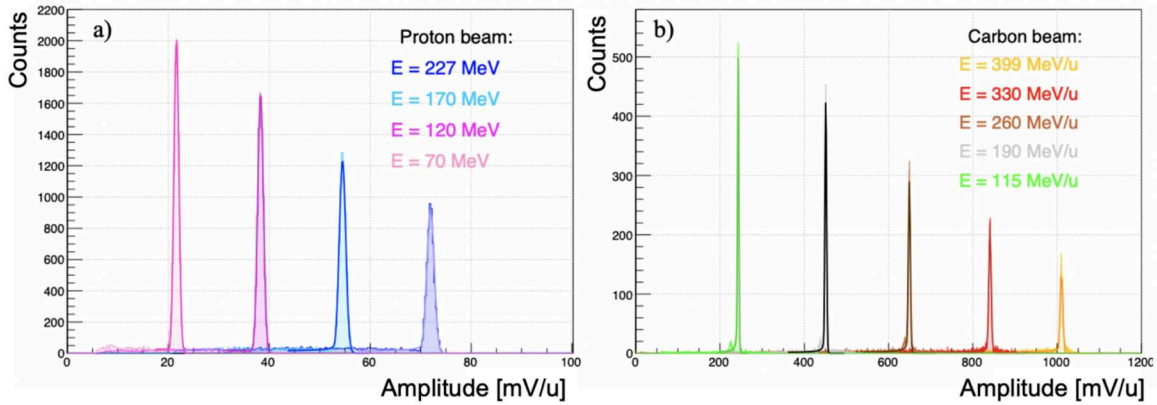 a)
Counts
2200
2000
1800
1600
1400
1200
1000
800
600
400
200
0
0 20 40 60 80 100
Amplitude [mV/u]
Proton beam:
E = 227 MeV
E = 170 MeV
E = 120 MeV
E = 70 MeV
b)
Counts
500
400
300
200
100
0
0 200 400 600 800 1000 1200
Amplitude [mV/u]
Carbon beam:
E = 399 MeV/u
E = 330 MeV/u
E = 260 MeV/u
E = 190 MeV/u
E = 115 MeV/u